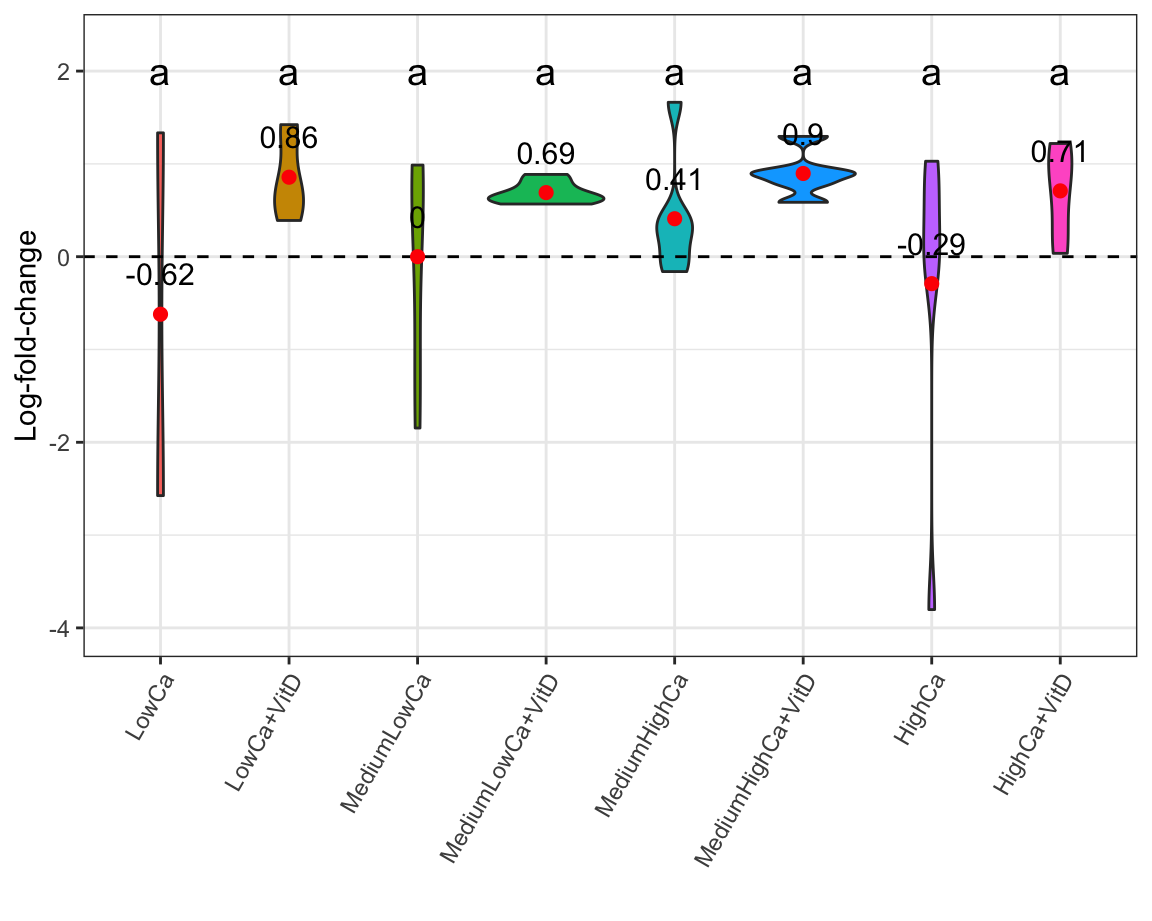 a a a a a a a a
0.86 0.69 0.41 0.9 0.71
-0.62 0 -0.29
2
0
-2
-4
Log-fold-change
LowCa
LowCa+VitD
MediumLowCa
MediumLowCa+VitD
MediumHighCa
MediumHighCa+VitD
HighCa
HighCa+VitD